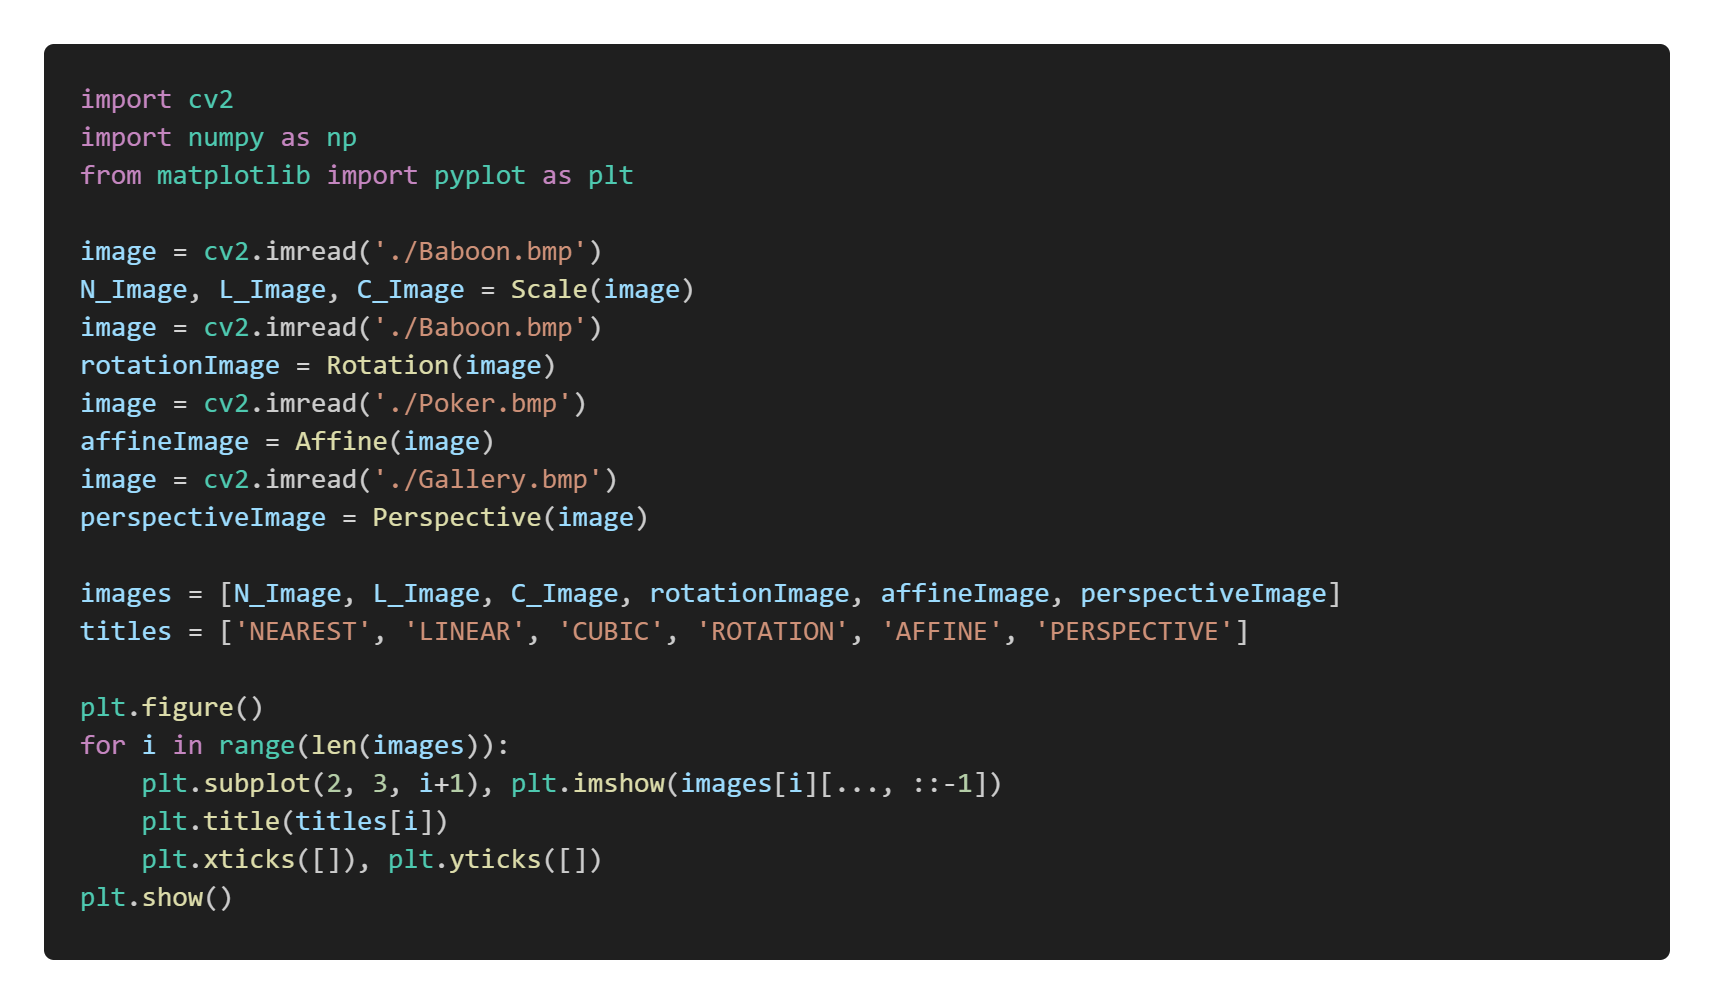 import cv2
import numpy as np
from matplotlib import pyplot as plt

image = cv2.imread('./Baboon.bmp')
N_Image, L_Image, C_Image = Scale(image)
image = cv2.imread('./Baboon.bmp')
rotationImage = Rotation(image)
image = cv2.imread('./Poker.bmp')
affineImage = Affine(image)
image = cv2.imread('./Gallery.bmp')
perspectiveImage = Perspective(image)

images = [N_Image, L_Image, C_Image, rotationImage, affineImage, perspectiveImage]
titles = ['NEAREST', 'LINEAR', 'CUBIC', 'ROTATION', 'AFFINE', 'PERSPECTIVE']

plt.figure()
for i in range(len(images)):
    plt.subplot(2, 3, i+1), plt.imshow(images[i][..., ::-1])
    plt.title(titles[i])
    plt.xticks([]), plt.yticks([])
plt.show()